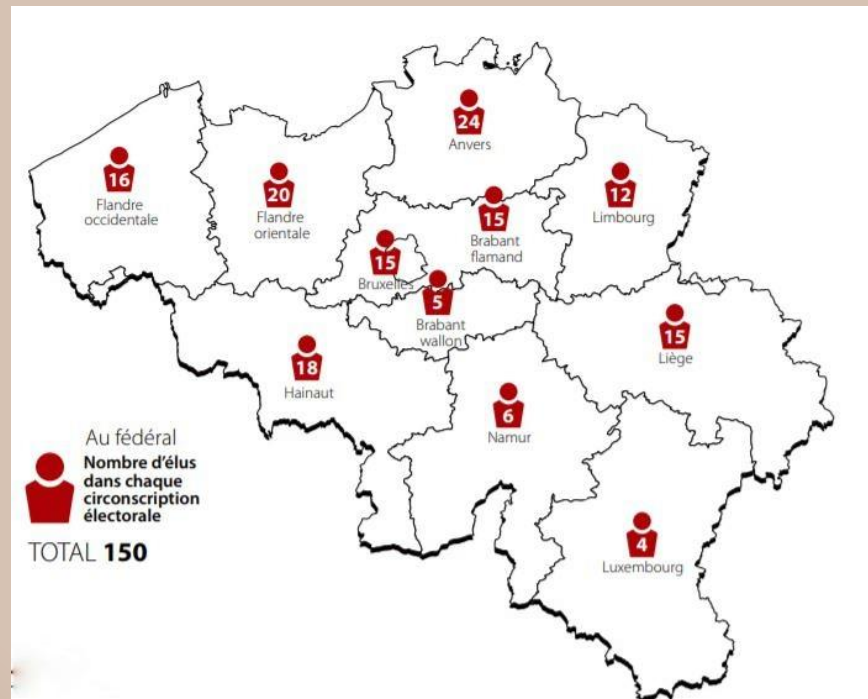 24
Anvers
16
Flandre
occidentale
20
Flandre
orientale
12
Limbourg
15
Brabant
flamand
15
Bruxelles
5
Brabant
wallon
15
Liège
18
Hainaut
6
Namur
4
Luxembourg
Au fédéral
Nombre d'élus
dans chaque
circonscription
électorale
TOTAL 150